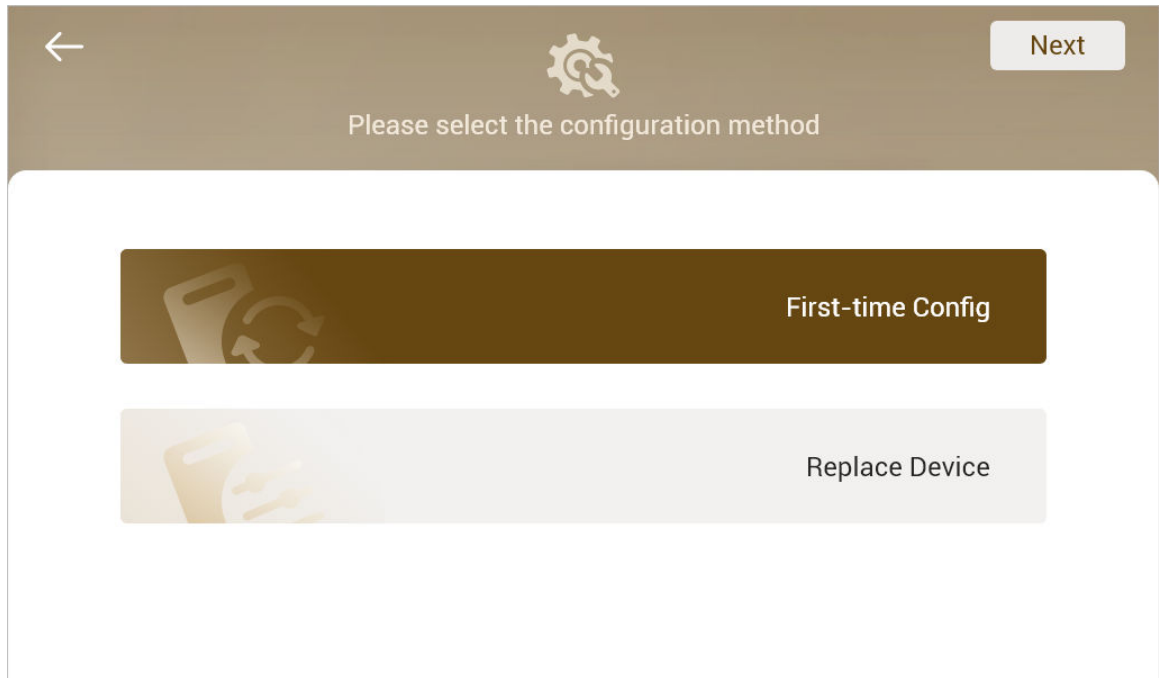 Next
Please select the configuration method
First-time Config
Replace Device